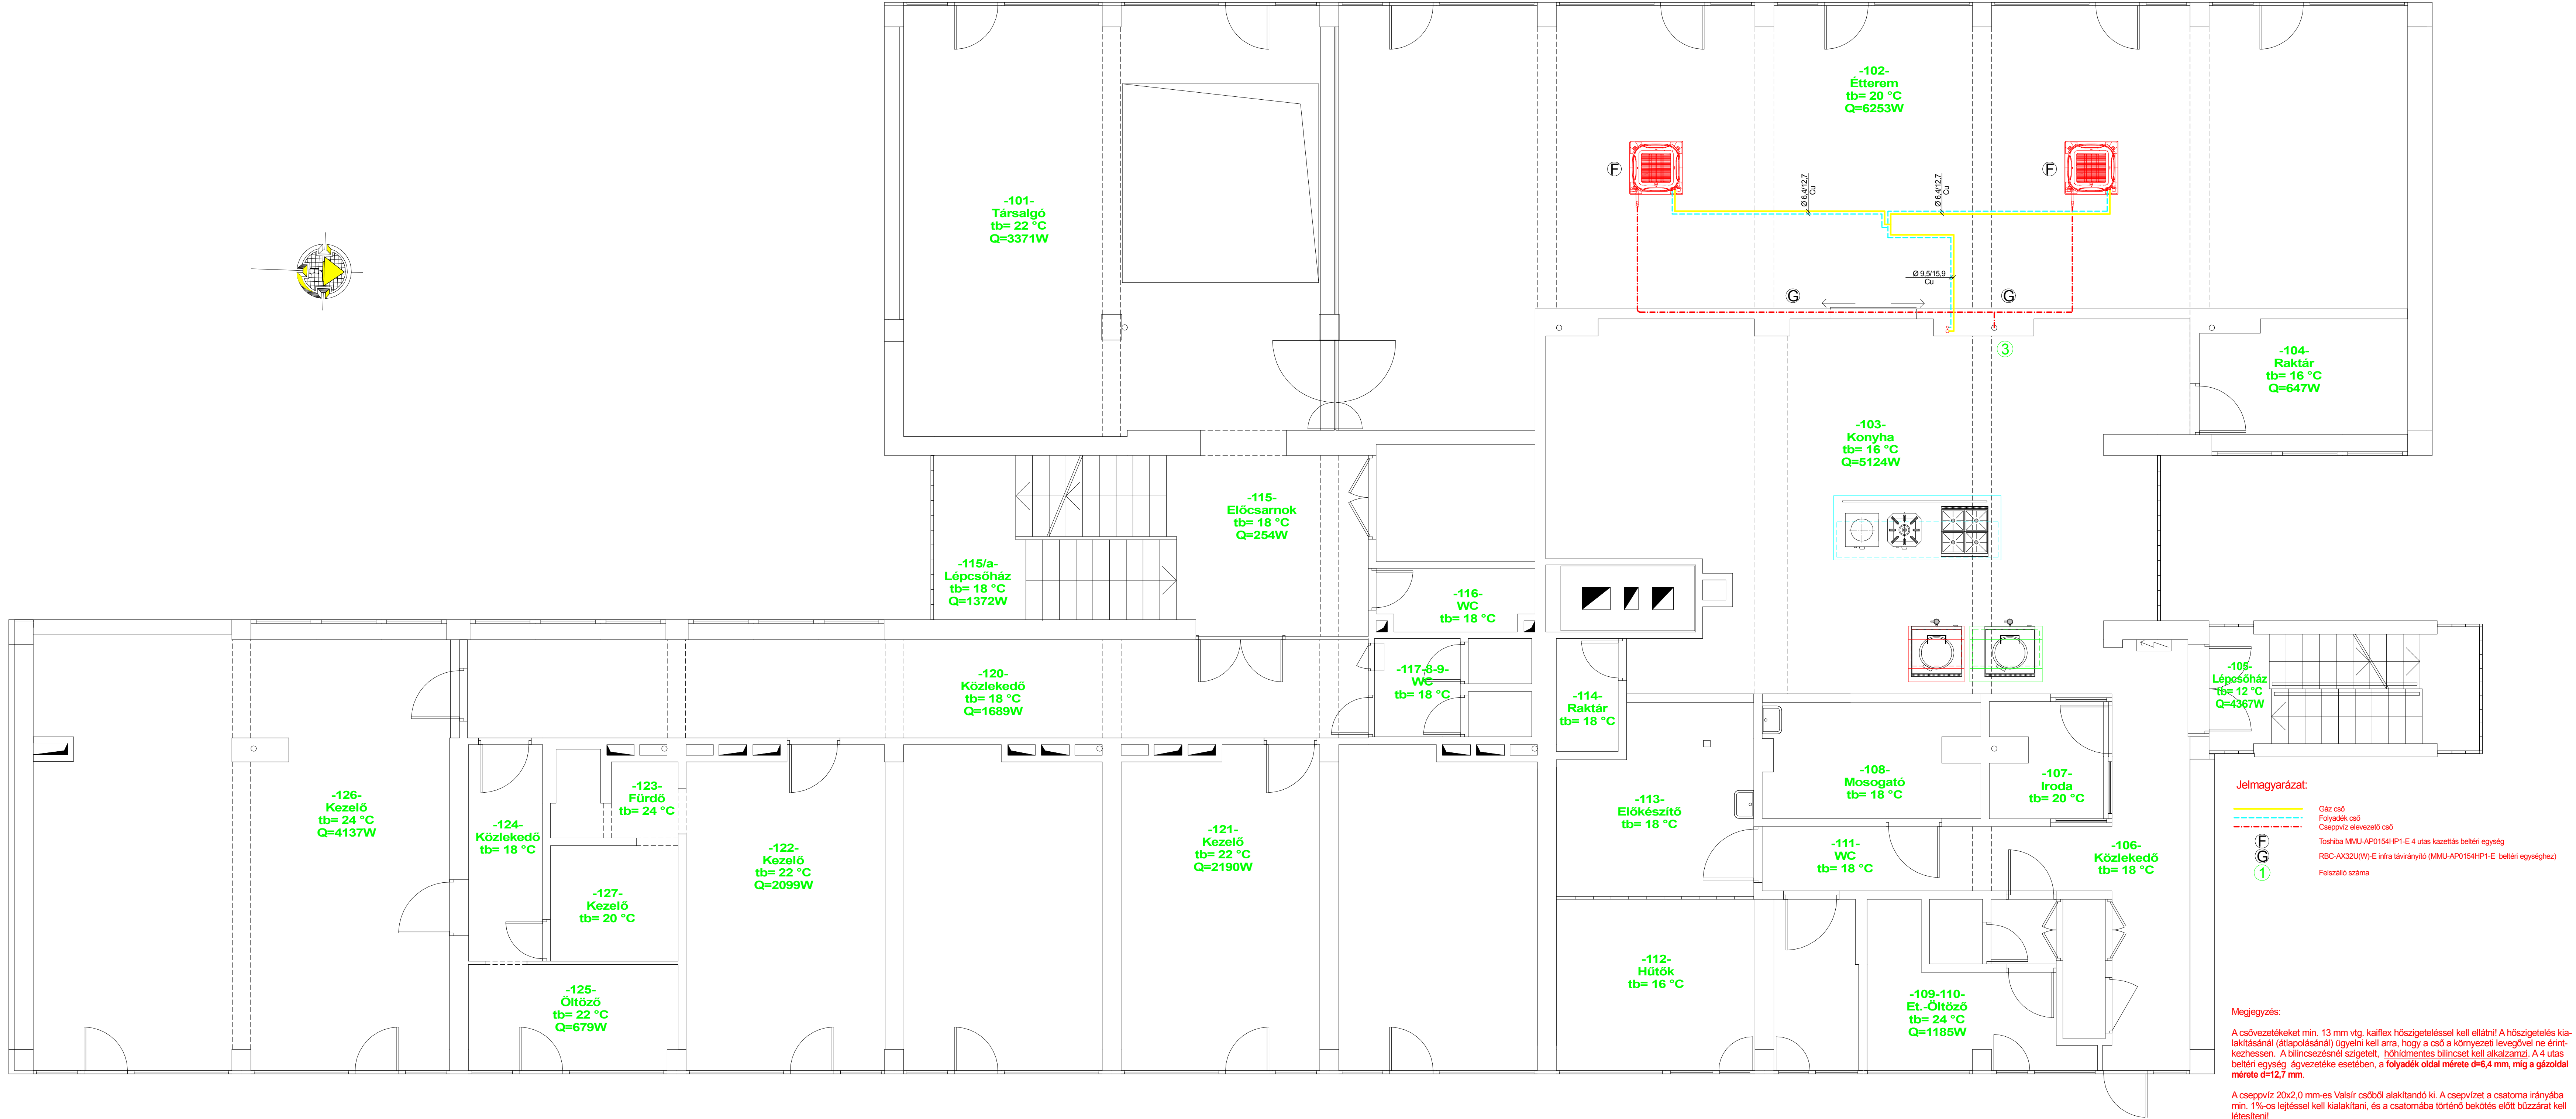 -102-
Étterem
tb= 20 °C
Q=6253W
F
F
Ø 6,4/12,7
Cu
Ø 6,4/12,7
Cu
-101-
Társalgó
tb= 22 °C
Q=3371W
É
Ø 9,5/15,9
Cu
G
G
3
-104-
Raktár
tb= 16 °C
Q=647W
-103-
Konyha
tb= 16 °C
Q=5124W
-115-
Előcsarnok
tb= 18 °C
Q=254W
-115/a-
Lépcsőház
tb= 18 °C
Q=1372W
-116-
WC
tb= 18 °C
-117-8-9-
WC
tb= 18 °C
-120-
Közlekedő
tb= 18 °C
Q=1689W
-114-
Raktár
tb= 18 °C
-105-
Lépcsőház
tb= 12 °C
Q=4367W
-126-
Kezelő
tb= 24 °C
Q=4137W
-123-
Fürdő
tb= 24 °C
-124-
Közlekedő
tb= 18 °C
-122-
Kezelő
tb= 22 °C
Q=2099W
-121-
Kezelő
tb= 22 °C
Q=2190W
-113-
Előkészítő
tb= 18 °C
-108-
Mosogató
tb= 18 °C
-107-
Iroda
tb= 20 °C
-111-
WC
tb= 18 °C
-106-
Közlekedő
tb= 18 °C
-127-
Kezelő
tb= 20 °C
-125-
Öltöző
tb= 22 °C
Q=679W
-112-
Hűtők
tb= 16 °C
-109-110-
Et.-Öltöző
tb= 24 °C
Q=1185W
Jelmagyarázat:
Gáz cső
Folyadék cső
Cseppvíz elevezető cső
F Toshiba MMU-AP0154HP1-E 4 utas kazettás beltéri egység
G RBC-AX32U(W)-E infra távirányító (MMU-AP0154HP1-E beltéri egységhez)
1 Felszálló száma
Megjegyzés:
A csővezetékeket min. 13 mm vtg. kaiflex hőszigeteléssel kell ellátni! A hőszigetelés kia-
lakításánál (átlapolásánál) ügyelni kell arra, hogy a cső a környezeti levegővel ne érint-
kezhessen. A bilincsezésnél szigetelt, hőhídmentes bilincset kell alkalzamzi. A 4 utas
beltéri egység ágvezetéke esetében, a folyadék oldal mérete d=6,4 mm, míg a gázoldal
mérete d=12,7 mm.
A cseppvíz 20x2,0 mm-es Valsír csőből alakítandó ki. A csepvízet a csatorna irányába
min. 1%-os lejtéssel kell kialakítani, és a csatornába történő bekötés előtt bűzzárat kell
létesíteni!